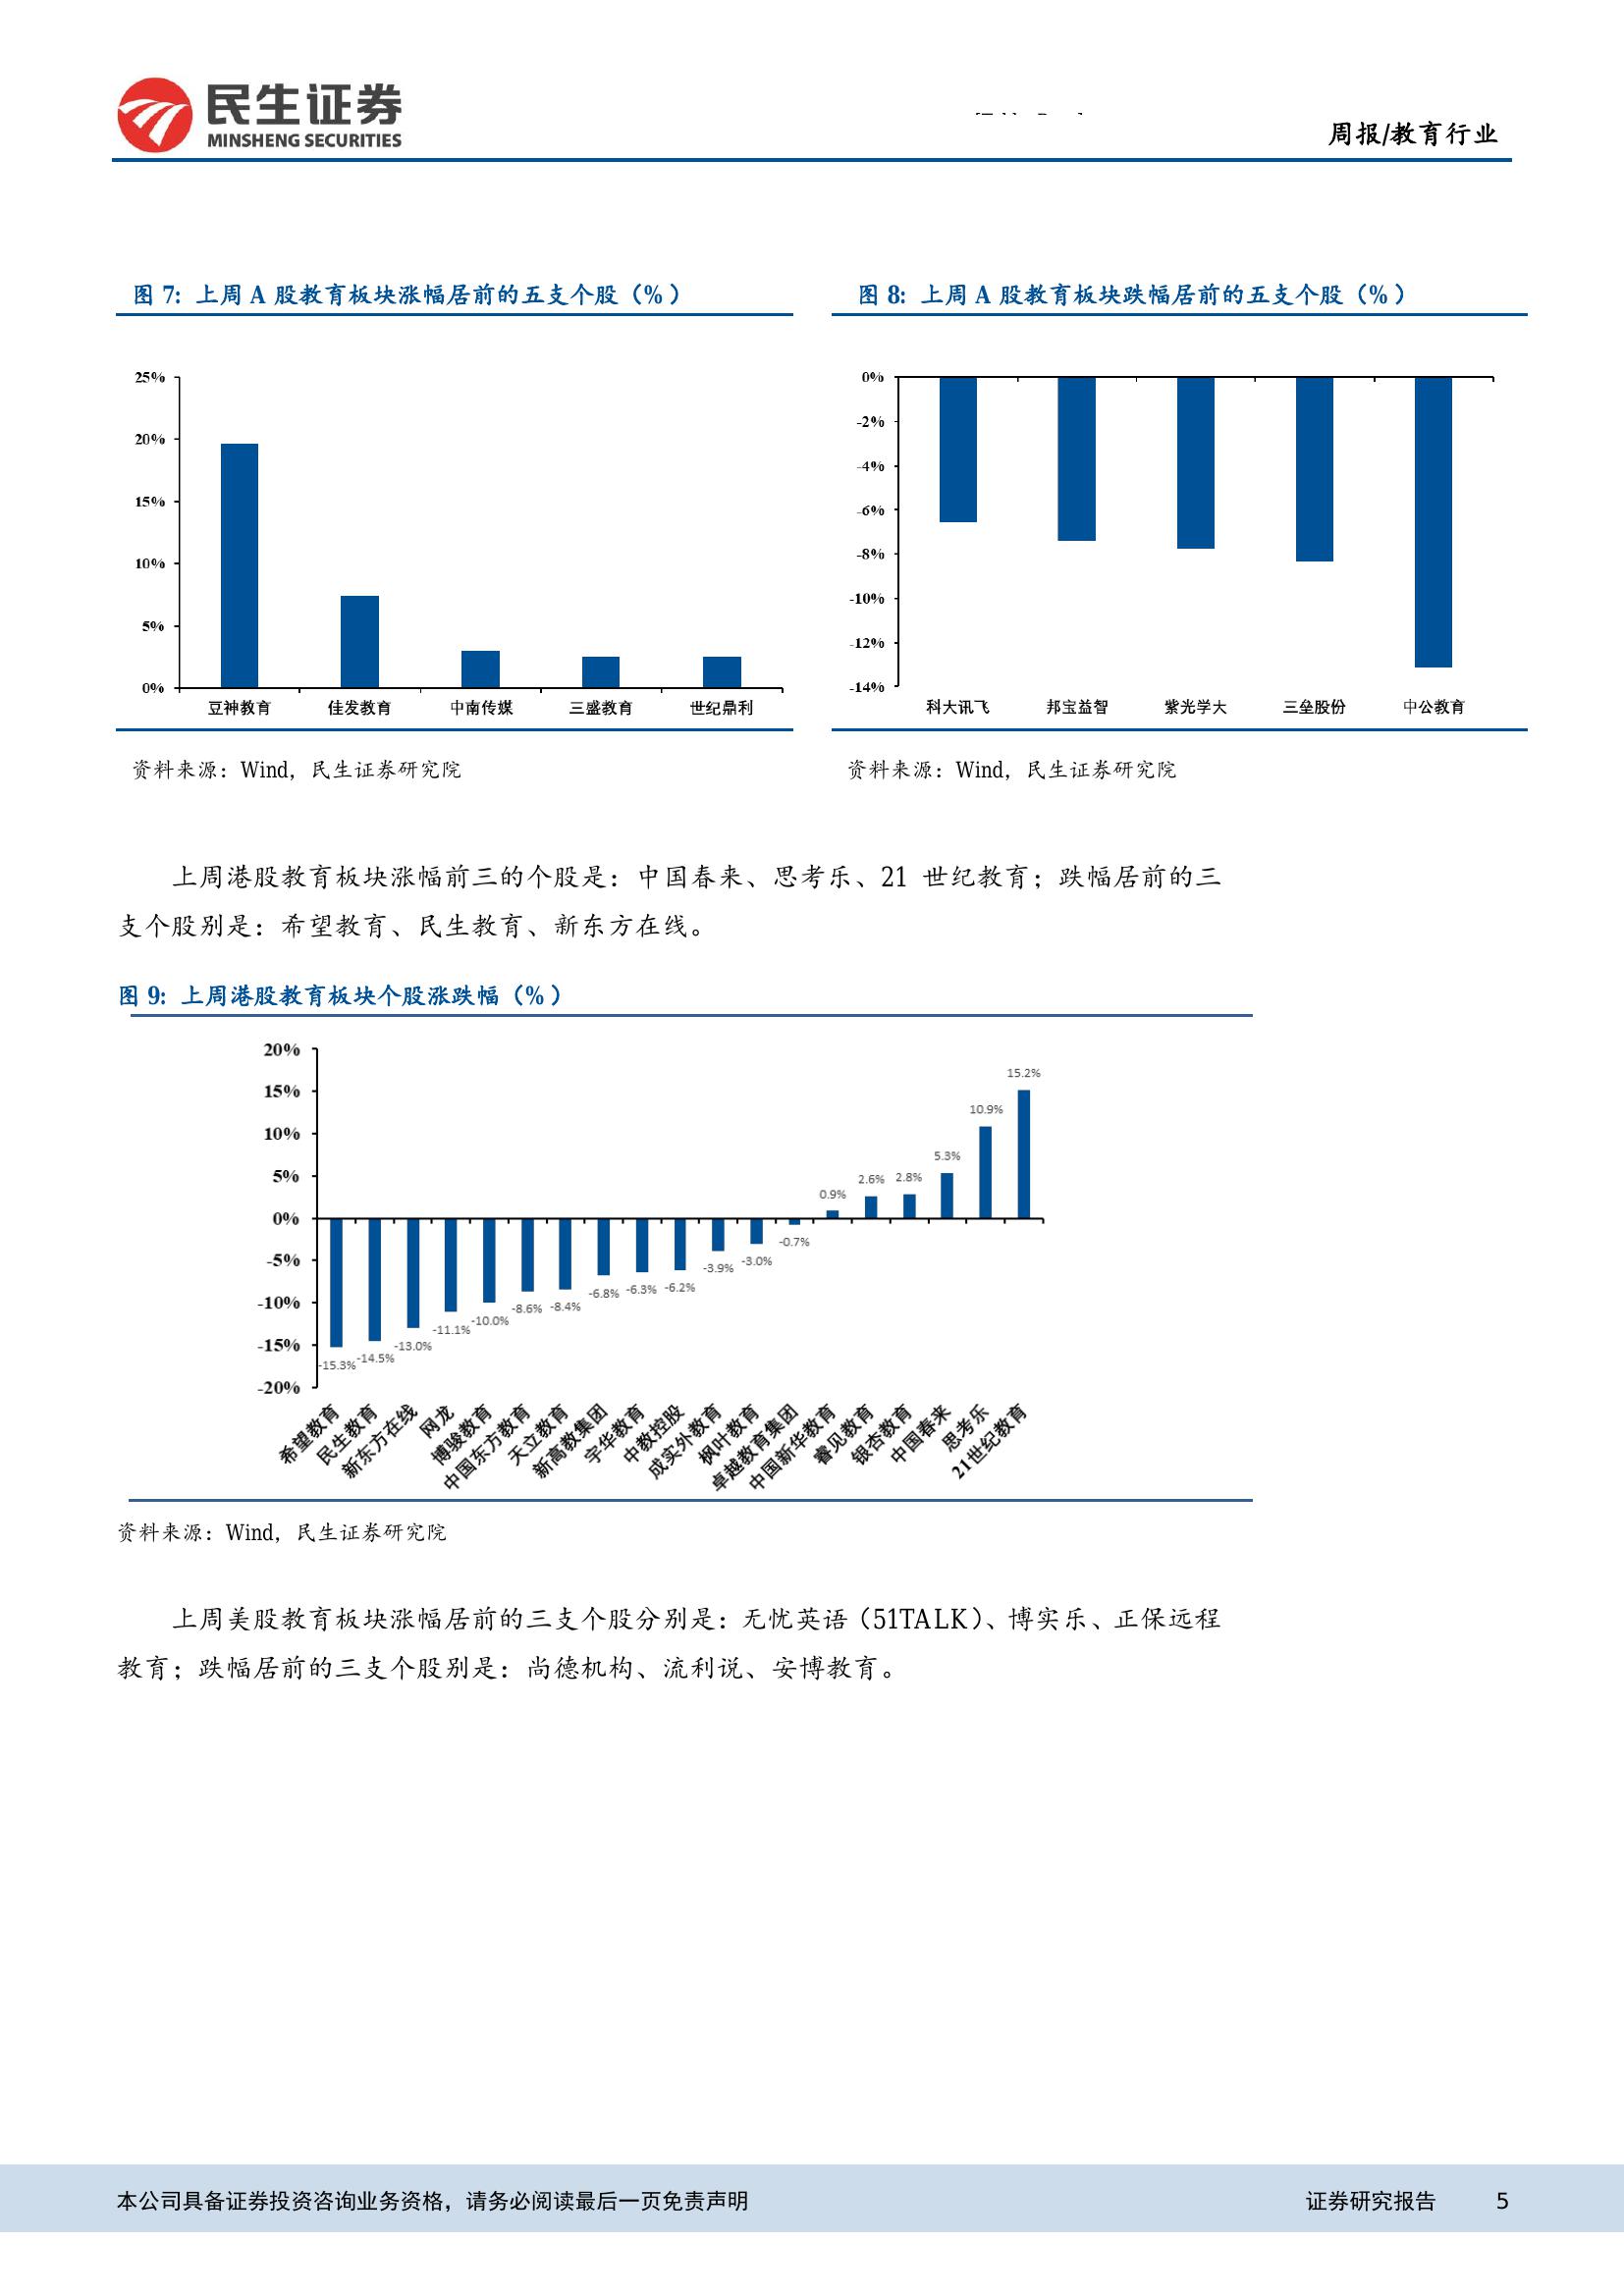 民生证券
MINSHENG SECURITIES
周报/教育行业
图 7: 上周 A 股教育板块涨幅居前的五支个股（%）
25%
20%
15%
10%
5%
0%
豆神教育 佳发教育 中南传媒 三盛教育 世纪鼎利
资料来源：Wind，民生证券研究院
图 8: 上周 A 股教育板块跌幅居前的五支个股（%）
0%
-2%
-4%
-6%
-8%
-10%
-12%
-14%
科大讯飞 邦宝益智 紫光学大 三垒股份 中公教育
资料来源：Wind，民生证券研究院
上周港股教育板块涨幅前三的个股是：中国春来、思考乐、21 世纪教育；跌幅居前的三
支个股别是：希望教育、民生教育、新东方在线。
图 9: 上周港股教育板块个股涨跌幅（%）
20%
15%
10%
5%
0%
-5%
-10%
-15%
-20%
-15.3% -14.5% -13.0% -11.1% -10.0% -8.6% -8.4% -6.8% -6.3% -6.2% -3.9% -3.0% -0.7% 0.9% 2.6% 2.8% 5.3% 10.9% 15.2%
希望教育 民生教育 新东方在线 网龙 博骏教育 中国东方教育 天立教育 新高教集团 宇华教育 中教控股 成实外教育 枫叶教育 卓越教育集团 中国新华教育 睿见教育 银杏教育 中国春来 思考乐 21世纪教育
资料来源：Wind，民生证券研究院
上周美股教育板块涨幅居前的三支个股分别是：无忧英语（51TALK）、博实乐、正保远程
教育；跌幅居前的三支个股别是：尚德机构、流利说、安博教育。
本公司具备证券投资咨询业务资格，请务必阅读最后一页免责声明
证券研究报告 5